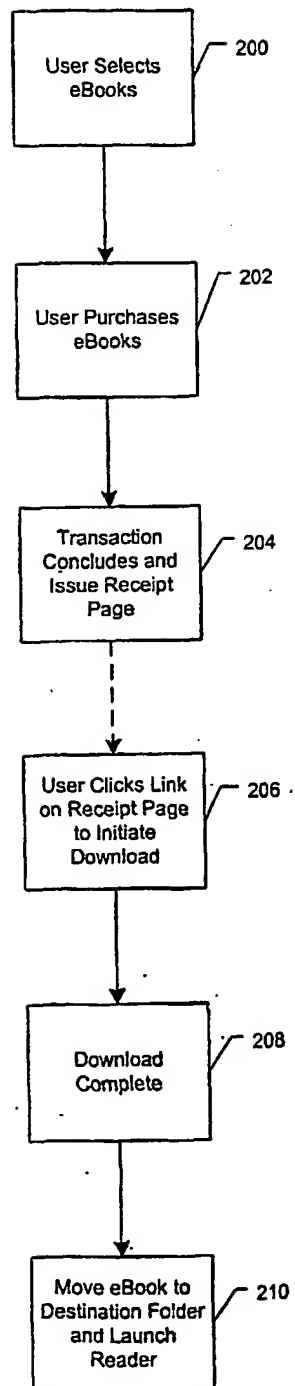 User Selects
eBooks
200
User Purchases
eBooks
202
Transaction
Concludes and
Issue Receipt
Page
204
User Clicks Link
on Receipt Page
to Initiate
Download
206
Download
Complete
208
Move eBook to
Destination Folder
and Launch
Reader
210